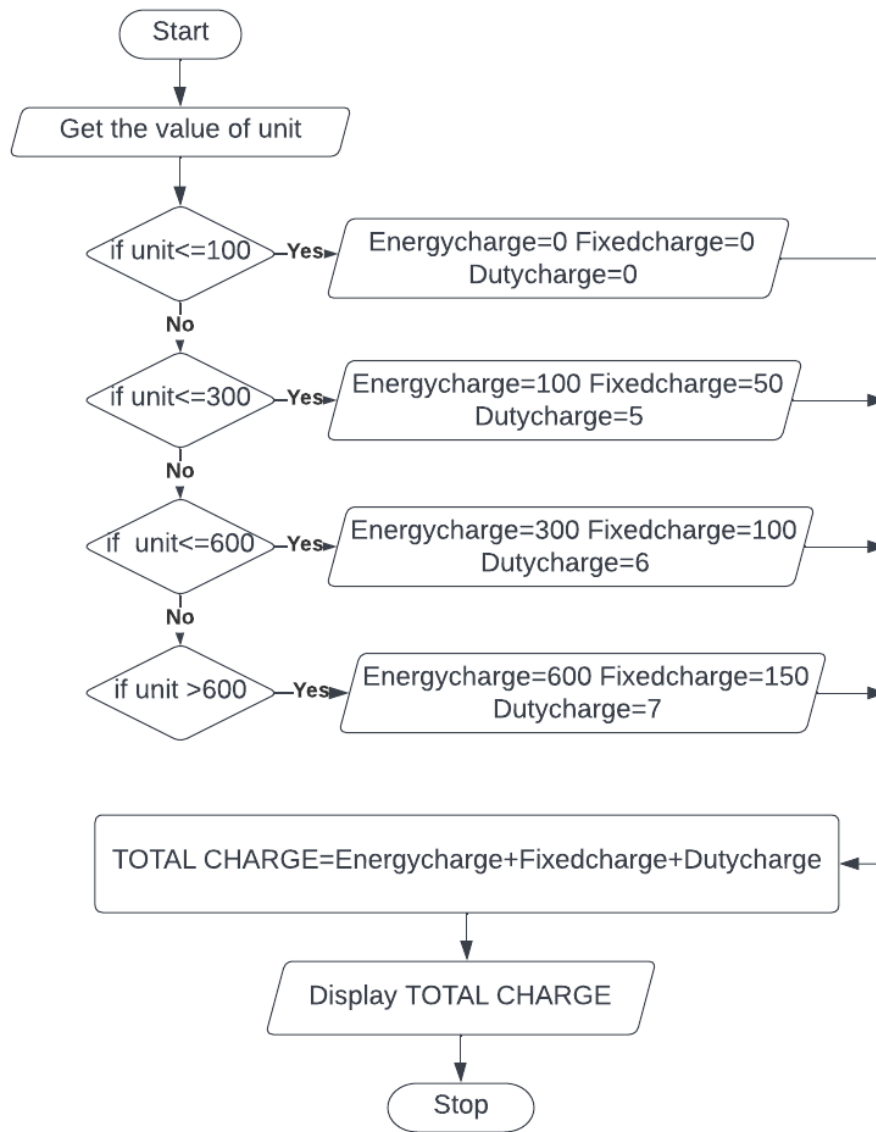 Start
Get the value of unit
if unit<=100
Yes
Energycharge=0 Fixedcharge=0
Dutycharge=0
No
if unit<=300
Yes
Energycharge=100 Fixedcharge=50
Dutycharge=5
No
if  unit<=600
Yes
Energycharge=300 Fixedcharge=100
Dutycharge=6
No
if unit >600
Yes
Energycharge=600 Fixedcharge=150
Dutycharge=7
TOTAL CHARGE=Energycharge+Fixedcharge+Dutycharge
Display TOTAL CHARGE
Stop